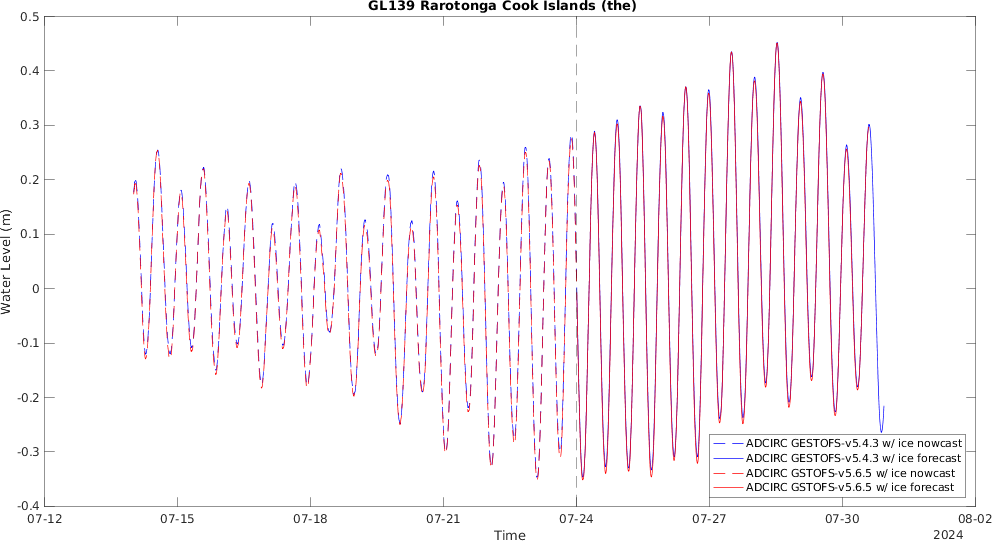 GL139 Rarotonga Cook Islands (the)
0.5
0.4
0.3
0.2
0.1
0
-0.1
-0.2
-0.3
-0.4
Water Level (m)
ADCIRC GESTOFS-v5.4.3 w/ ice nowcast
ADCIRC GESTOFS-v5.4.3 w/ ice forecast
ADCIRC GSTOFS-v5.6.5 w/ ice nowcast
ADCIRC GSTOFS-v5.6.5 w/ ice forecast
07-12 07-15 07-18 07-21 07-24 07-27 07-30 08-02
Time
2024